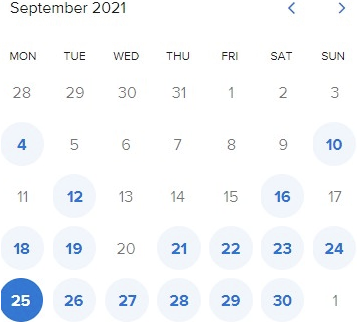 September 2021
MON TUE WED THU FRI SAT SUN
28 29 30 31 1 2 3
4 5 6 7 8 9 10
11 12 13 14 15 16 17
18 19 20 21 22 23 24
25 26 27 28 29 30 1